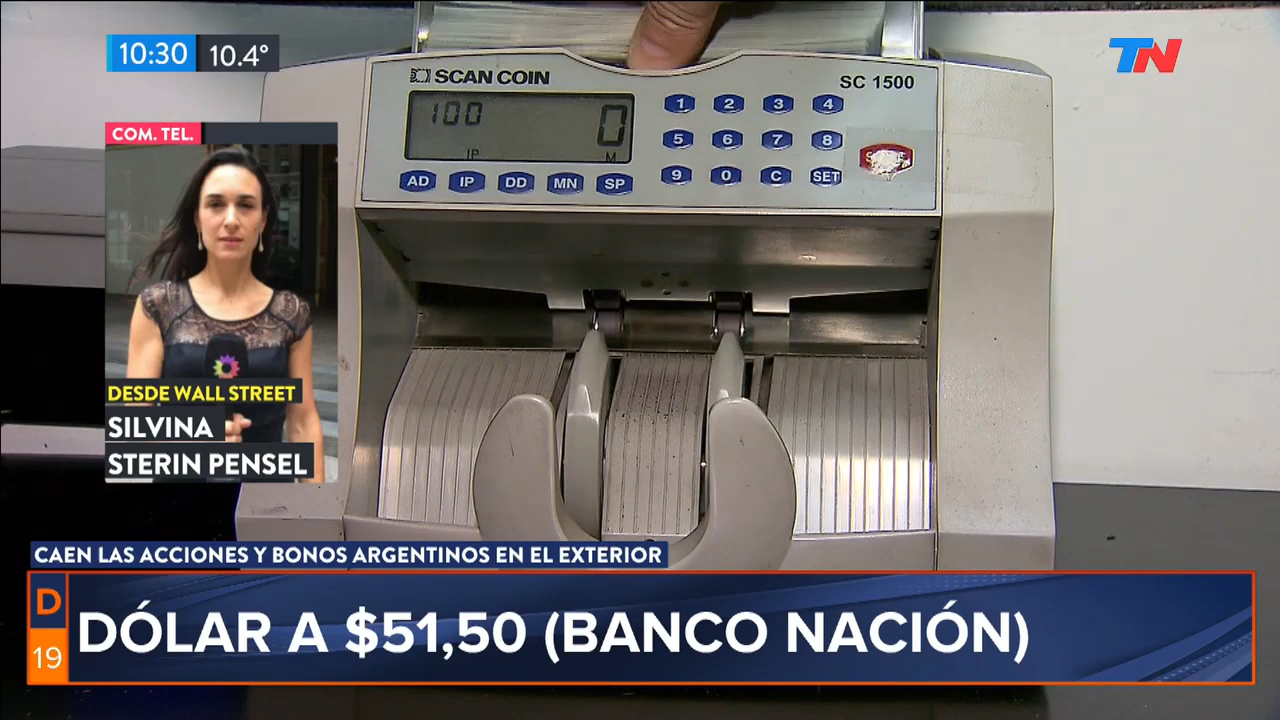 10:30 10.4°
TN
COM. TEL.
SCAN COIN
SC 1500
100 0
IP M
1 2 3 4
5 6 7 8
9 0 C SET
AD IP DD MN SP
DESDE WALL STREET
SILVINA
STERIN PENSEL
CAEN LAS ACCIONES Y BONOS ARGENTINOS EN EL EXTERIOR
D
19
DÓLAR A $51,50 (BANCO NACIÓN)